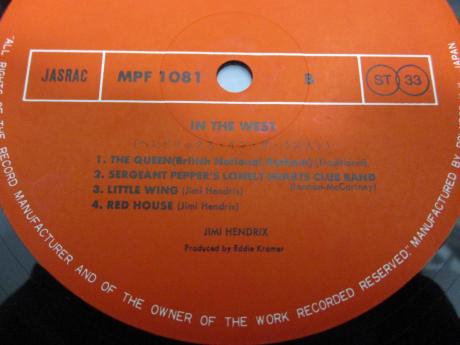 JASRAC
MPF 1081
B
ST 33
IN THE WEST
1. THE QUEEN(British National Anthem) (Traditional)
2. SERGEANT PEPPER'S LONELY HEARTS CLUB BAND
(Lennon-McCartney)
3. LITTLE WING (Jimi Hendrix)
4. RED HOUSE (Jimi Hendrix)
JIMI HENDRIX
Produced by Eddie Kramer
"ALL RIGHTS OF THE RECORD MANUFACTURER AND OF THE OWNER OF THE WORK RECORDED RESERVED. MANUFACTURED BY JAPAN